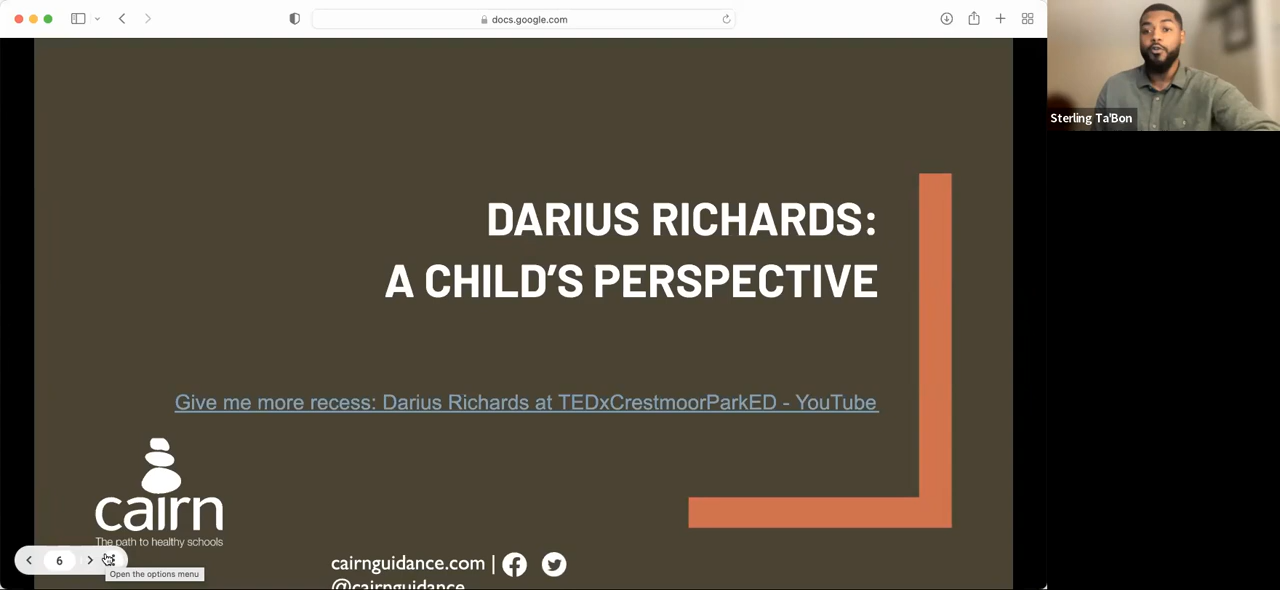 docs.google.com
Sterling Ta'Bon
DARIUS RICHARDS:
A CHILD'S PERSPECTIVE
Give me more recess: Darius Richards at TEDxCrestmoorParkED - YouTube
cairn
The path to healthy schools
6
Open the options menu
cairnguidance.com |
@cairnguidance